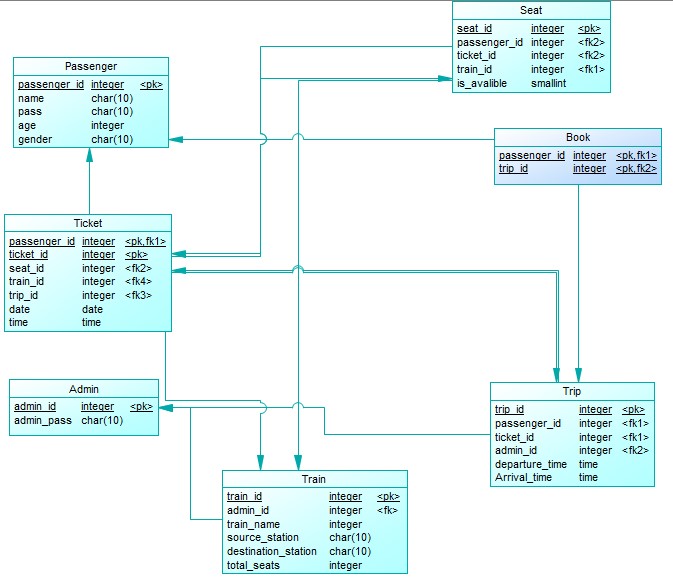 Seat
seat_id integer <pk>
passenger_id integer <fk2>
ticket_id integer <fk2>
train_id integer <fk1>
is_avalible smallint
Passenger
passenger_id integer <pk>
name char(10)
pass char(10)
age integer
gender char(10)
Book
passenger_id integer <pk,fk1>
trip_id integer <pk,fk2>
Ticket
passenger_id integer <pk,fk1>
ticket_id integer <pk>
seat_id integer <fk2>
train_id integer <fk4>
trip_id integer <fk3>
date date
time time
Admin
admin_id integer <pk>
admin_pass char(10)
Trip
trip_id integer <pk>
passenger_id integer <fk1>
ticket_id integer <fk1>
admin_id integer <fk2>
departure_time time
Arrival_time time
Train
train_id integer <pk>
admin_id integer <fk>
train_name integer
source_station char(10)
destination_station char(10)
total_seats integer